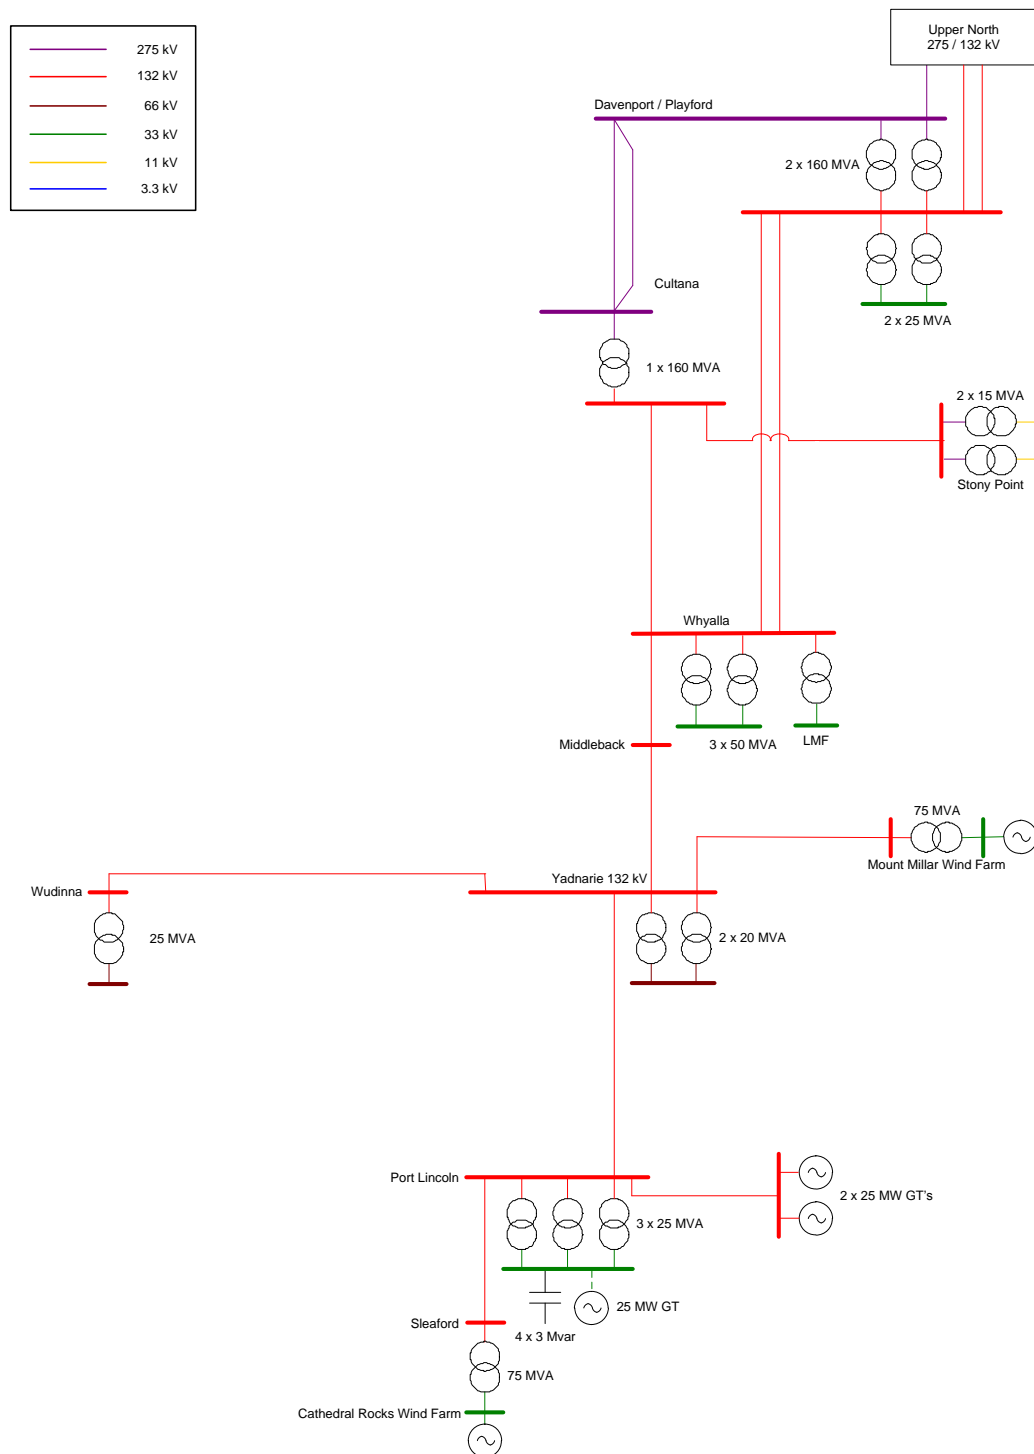 275 kV
132 kV
66 kV
33 kV
11 kV
3.3 kV
Upper North
275 / 132 kV
Davenport / Playford
2 x 160 MVA
Cultana
2 x 25 MVA
1 x 160 MVA
2 x 15 MVA
Stony Point
Whyalla
Middleback
3 x 50 MVA
LMF
75 MVA
Mount Millar Wind Farm
Wudinna
Yadnarie 132 kV
25 MVA
2 x 20 MVA
Port Lincoln
2 x 25 MW GT's
3 x 25 MVA
25 MW GT
Sleaford
4 x 3 Mvar
75 MVA
Cathedral Rocks Wind Farm